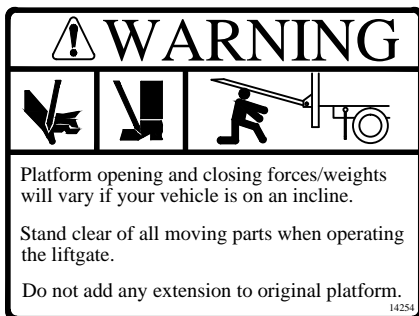 WARNING
Platform opening and closing forces/weights
will vary if your vehicle is on an incline.
Stand clear of all moving parts when operating
the liftgate.
Do not add any extension to original platform.
14254